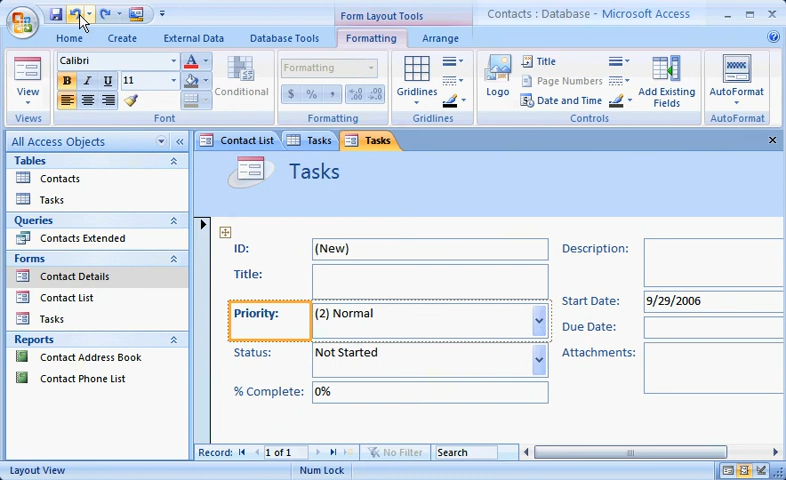 Form Layout Tools
Contacts : Database - Microsoft Access
Home Create External Data Database Tools Formatting Arrange
View
Views
Calibri
B I U 11
Font
Conditional
Formatting
$ % , .00 .0
Formatting
Gridlines
Gridlines
Logo
Title
Page Numbers
Date and Time
Add Existing
Fields
Controls
AutoFormat
AutoFormat
All Access Objects
Tables
Contacts
Tasks
Queries
Contacts Extended
Forms
Contact Details
Contact List
Tasks
Reports
Contact Address Book
Contact Phone List
Contact List Tasks Tasks
Tasks
ID: (New)
Title:
Priority: (2) Normal
Status: Not Started
% Complete: 0%
Description:
Start Date: 9/29/2006
Due Date:
Attachments:
Record: 1 of 1 No Filter Search
Layout View Num Lock